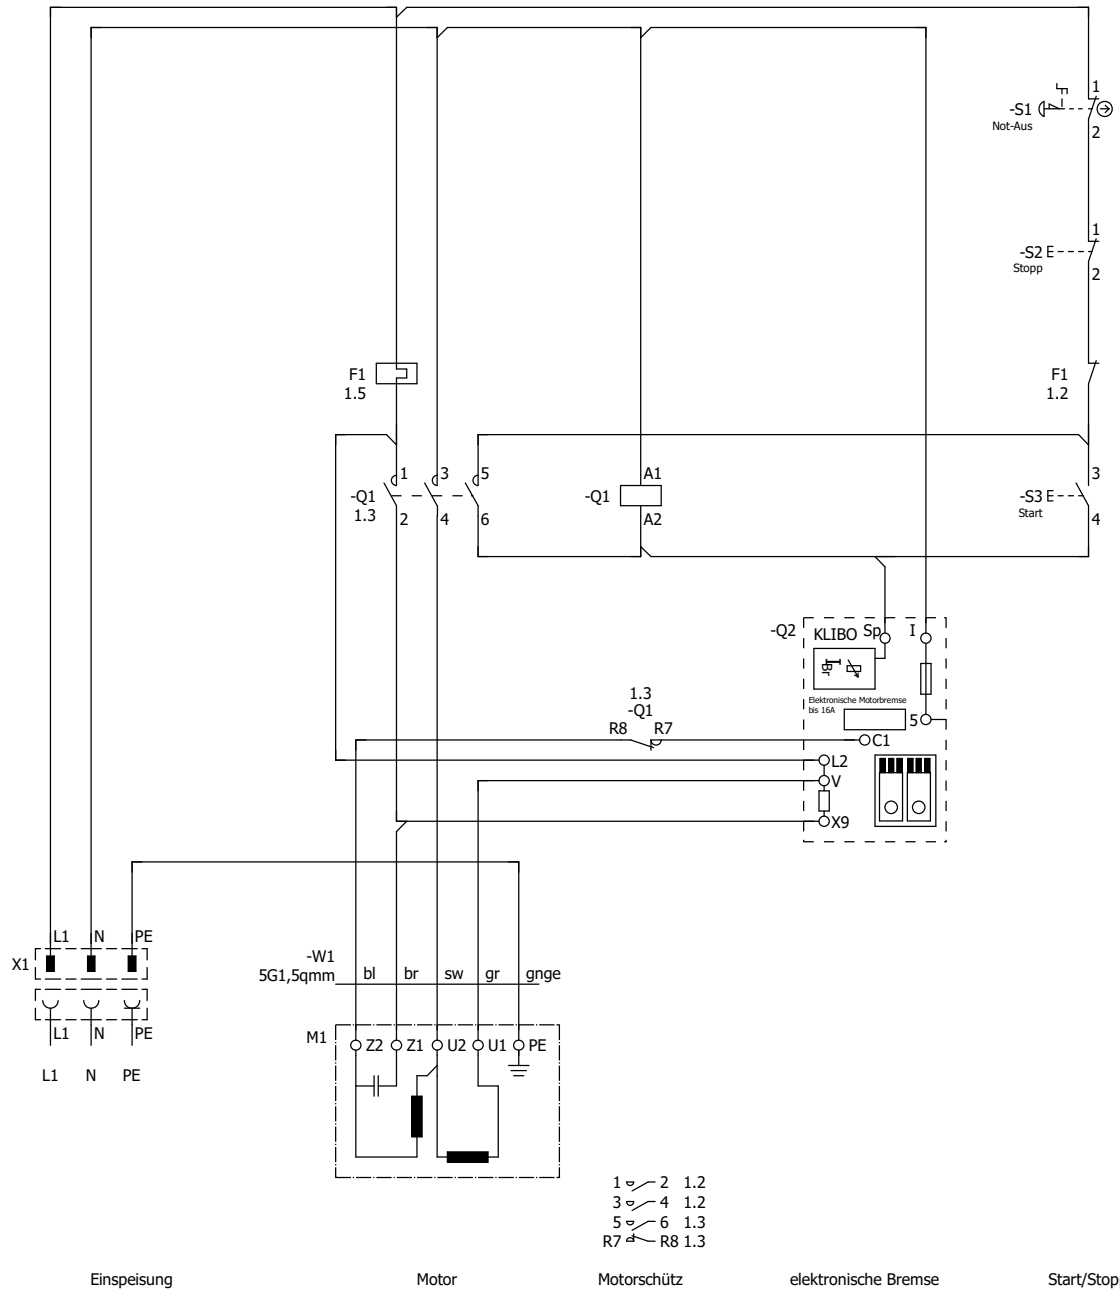 1
-S1
Not-Aus
2
1
-S2 E
Stopp
2
F1
1.5
F1
1.2
1 3 5
-Q1
1.3
2 4 6
A1
-Q1
A2
3
-S3 E
Start
4
-Q2 KLIBO Sp I
IBr
Elektronische Motorbremse
bis 16A
5
1.3
-Q1
R8 R7
C1
L2
V
X9
L1 N PE
X1
L1 N PE
L1 N PE
-W1
5G1,5qmm
bl br sw gr gnge
M1 Z2 Z1 U2 U1 PE
1 2 1.2
3 4 1.2
5 6 1.3
R7 R8 1.3
Einspeisung Motor Motorschütz elektronische Bremse Start/Stop